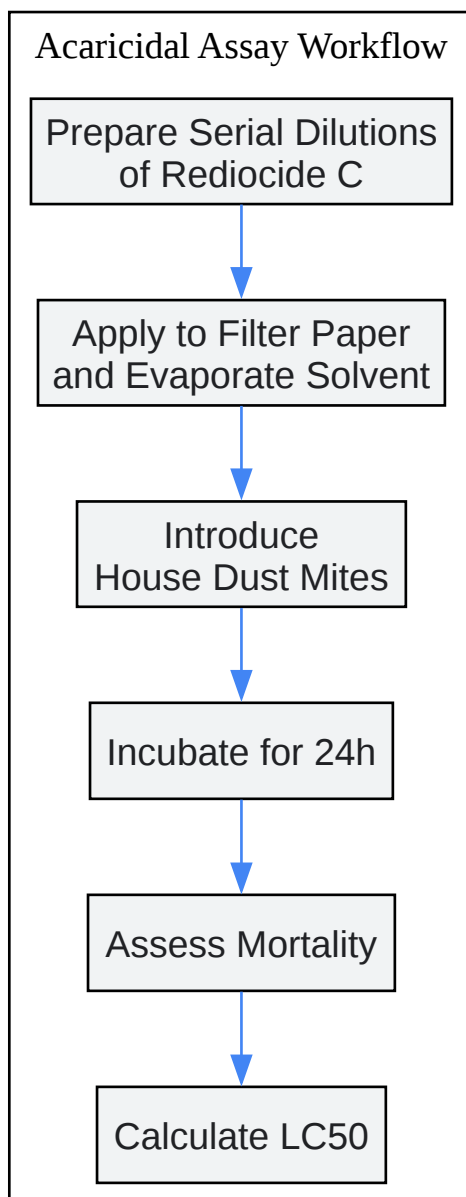 Acaricidal Assay Workflow
Prepare Serial Dilutions
of Rediocide C
Apply to Filter Paper
and Evaporate Solvent
Introduce
House Dust Mites
Incubate for 24h
Assess Mortality
Calculate LC50